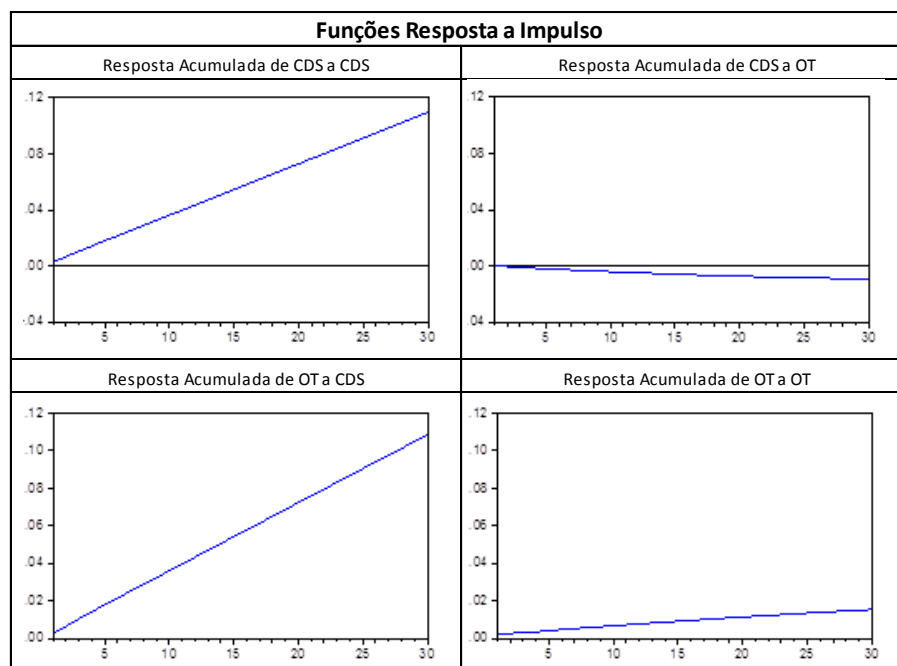 Funções Resposta a Impulso
Resposta Acumulada de CDS a CDS
Resposta Acumulada de CDS a OT
.12
.08
.04
.00
-.04
5 10 15 20 25 30
.12
.08
.04
.00
.04
5 10 15 20 25 30
Resposta Acumulada de OT a CDS
Resposta Acumulada de OT a OT
.12
.10
.08
.06
.04
.02
.00
5 10 15 20 25 30
.12
.10
.08
.06
.04
.02
.00
5 10 15 20 25 30